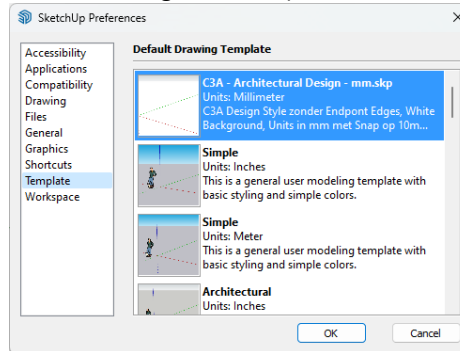 SketchUp Preferences
Accessibility
Applications
Compatibility
Drawing
Files
General
Graphics
Shortcuts
Template
Workspace
Default Drawing Template
C3A - Architectural Design - mm.skp
Units: Millimeter
C3A Design Style zonder Endpont Edges, White
Background, Units in mm met Snap op 10m...
Simple
Units: Inches
This is a general user modeling template with
basic styling and simple colors.
Simple
Units: Meter
This is a general user modeling template with
basic styling and simple colors.
Architectural
Units: Inches
OK
Cancel